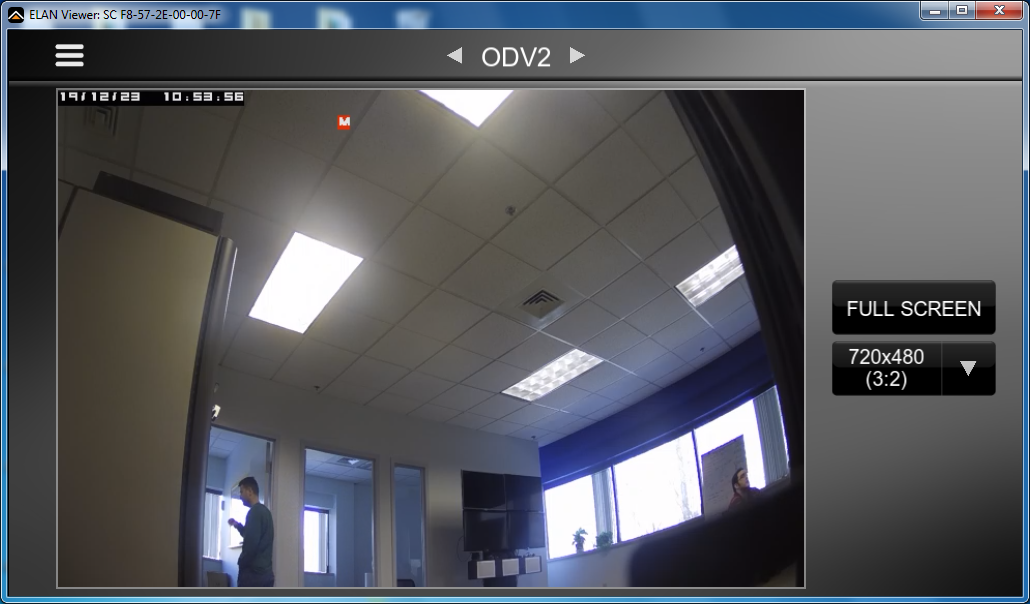 ELAN Viewer: SC F8-57-2E-00-00-7F
ODV2
19/12/23 10:53:56
M
FULL SCREEN
720x480
(3:2)